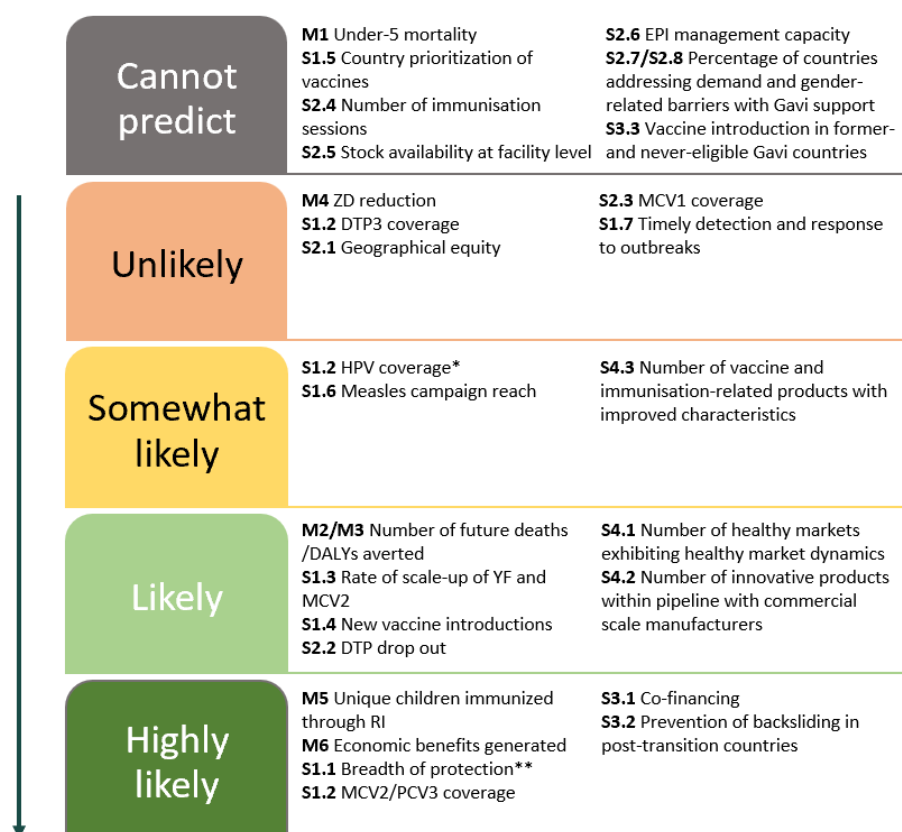 Cannot
predict
M1 Under-5 mortality
S1.5 Country prioritization of
vaccines
S2.4 Number of immunisation
sessions
S2.5 Stock availability at facility level
S2.6 EPI management capacity
S2.7/S2.8 Percentage of countries
addressing demand and gender-
related barriers with Gavi support
S3.3 Vaccine introduction in former-
and never-eligible Gavi countries
Unlikely
M4 ZD reduction
S1.2 DTP3 coverage
S2.1 Geographical equity
S2.3 MCV1 coverage
S1.7 Timely detection and response
to outbreaks
Somewhat
likely
S1.2 HPV coverage*
S1.6 Measles campaign reach
S4.3 Number of vaccine and
immunisation-related products with
improved characteristics
Likely
M2/M3 Number of future deaths
/DALYs averted
S1.3 Rate of scale-up of YF and
MCV2
S1.4 New vaccine introductions
S2.2 DTP drop out
S4.1 Number of healthy markets
exhibiting healthy market dynamics
S4.2 Number of innovative products
within pipeline with commercial
scale manufacturers
Highly
likely
M5 Unique children immunized
through RI
M6 Economic benefits generated
S1.1 Breadth of protection**
S1.2 MCV2/PCV3 coverage
S3.1 Co-financing
S3.2 Prevention of backsliding in
post-transition countries